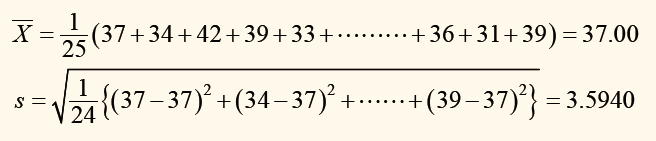 X̅ = 1/25 (37 + 34 + 42 + 39 + 33 + ⋯⋯⋯ + 36 + 31 + 39) = 37.00
s = √(1/24 {(37 − 37)² + (34 − 37)² + ⋯⋯ + (39 − 37)²}) = 3.5940